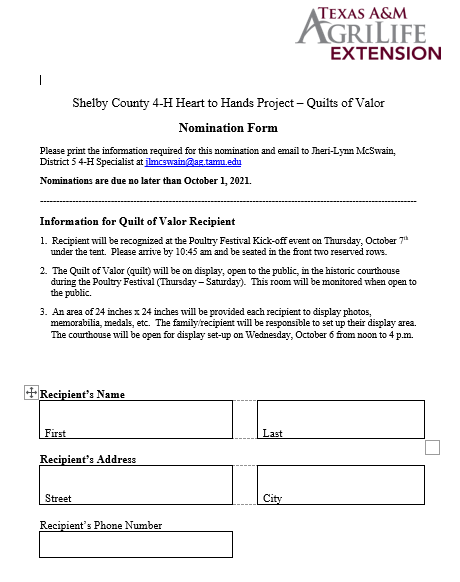 TEXAS A&M
AGRILIFE
EXTENSION
Shelby County 4-H Heart to Hands Project – Quilts of Valor
Nomination Form
Please print the information required for this nomination and email to Jheri-Lynn McSwain,
District 5 4-H Specialist at jlmcswain@ag.tamu.edu
Nominations are due no later than October 1, 2021.
Information for Quilt of Valor Recipient
1. Recipient will be recognized at the Poultry Festival Kick-off event on Thursday, October 7th
under the tent. Please arrive by 10:45 am and be seated in the front two reserved rows.
2. The Quilt of Valor (quilt) will be on display, open to the public, in the historic courthouse
during the Poultry Festival (Thursday – Saturday). This room will be monitored when open to
the public.
3. An area of 24 inches x 24 inches will be provided each recipient to display photos,
memorabilia, medals, etc. The family/recipient will be responsible to set up their display area.
The courthouse will be open for display set-up on Wednesday, October 6 from noon to 4 p.m.
Recipient's Name
First Last
Recipient's Address
Street City
Recipient's Phone Number